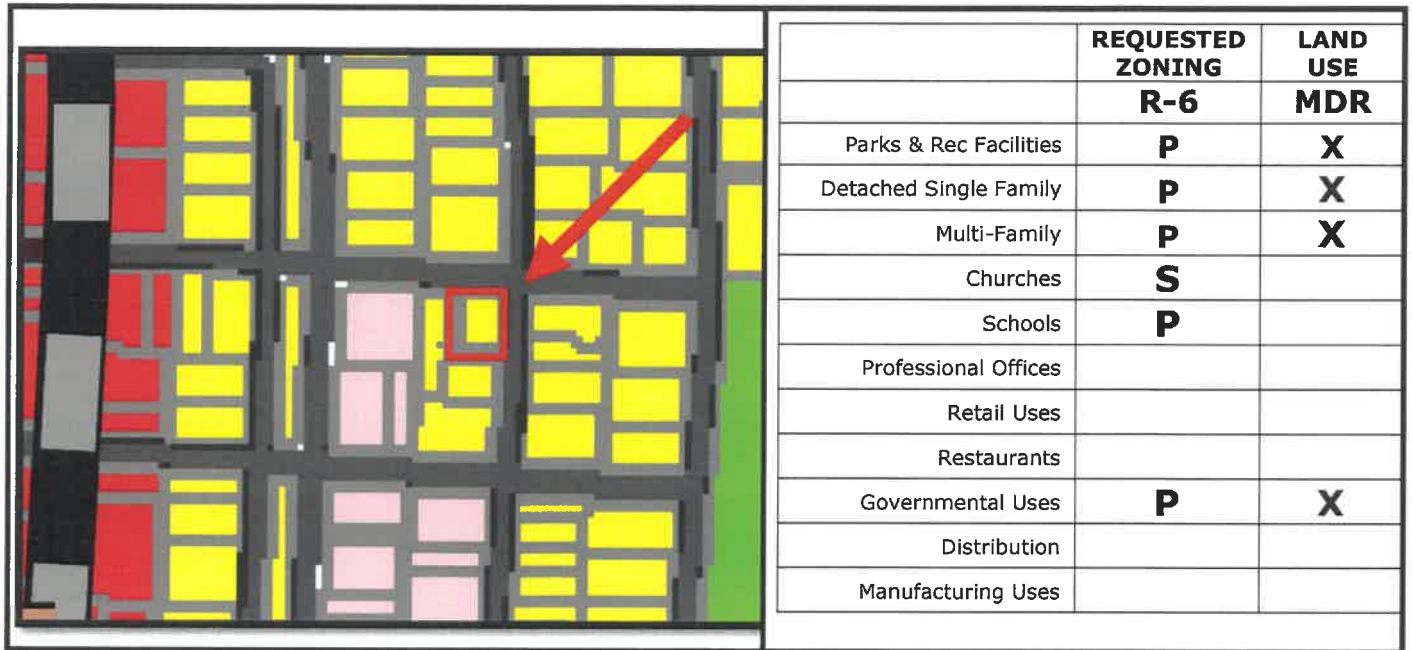 REQUESTED ZONING LAND USE
R-6 MDR
Parks & Rec Facilities P X
Detached Single Family P X
Multi-Family P X
Churches S
Schools P
Professional Offices
Retail Uses
Restaurants
Governmental Uses P X
Distribution
Manufacturing Uses